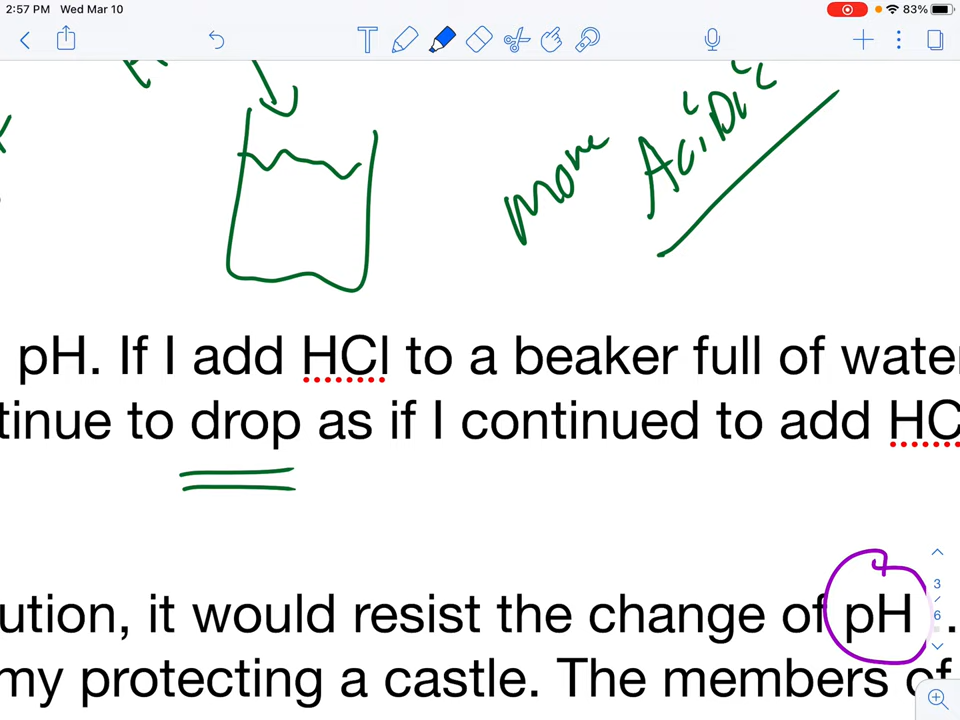 2:57 PM Wed Mar 10
83%
more Acidic
pH. If I add HCl to a beaker full of water
tinue to drop as if I continued to add HC
3
6
ution, it would resist the change of pH ..
my protecting a castle. The members of